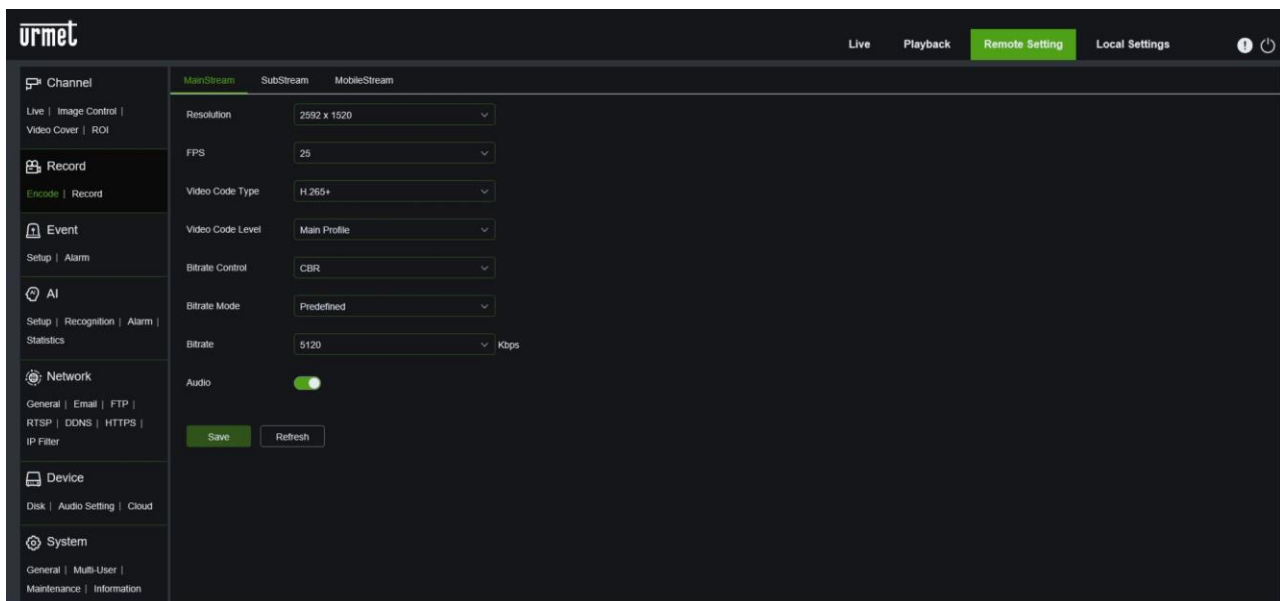 urmet
Live Playback Remote Setting Local Settings
Channel
Live | Image Control |
Video Cover | ROI
Record
Encode | Record
Event
Setup | Alarm
AI
Setup | Recognition | Alarm |
Statistics
Network
General | Email | FTP |
RTSP | DDNS | HTTPS |
IP Filter
Device
Disk | Audio Setting | Cloud
System
General | Multi-User |
Maintenance | Information
MainStream SubStream MobileStream
Resolution 2592 x 1520
FPS 25
Video Code Type H.265+
Video Code Level Main Profile
Bitrate Control CBR
Bitrate Mode Predefined
Bitrate 5120 Kbps
Audio
Save Refresh